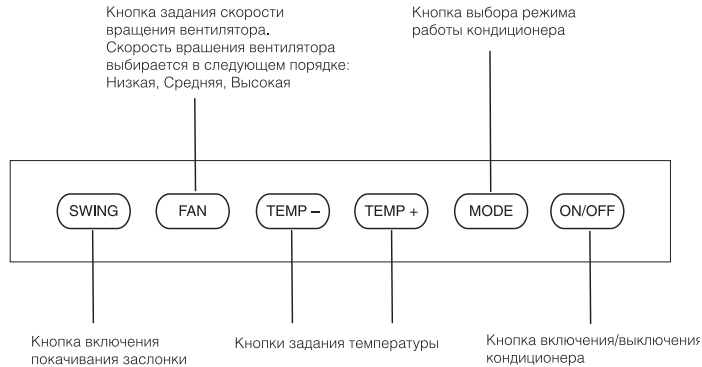 Кнопка задания скорости
вращения вентилятора.
Скорость врашения вентилятора
выбирается в следующем порядке:
Низкая, Средняя, Высокая
Кнопка выбора режима
работы кондиционера
SWING
FAN
TEMP –
TEMP +
MODE
ON/OFF
Кнопка включения
покачивания заслонки
Кнопки задания температуры
Кнопка включения/выключения
кондиционера